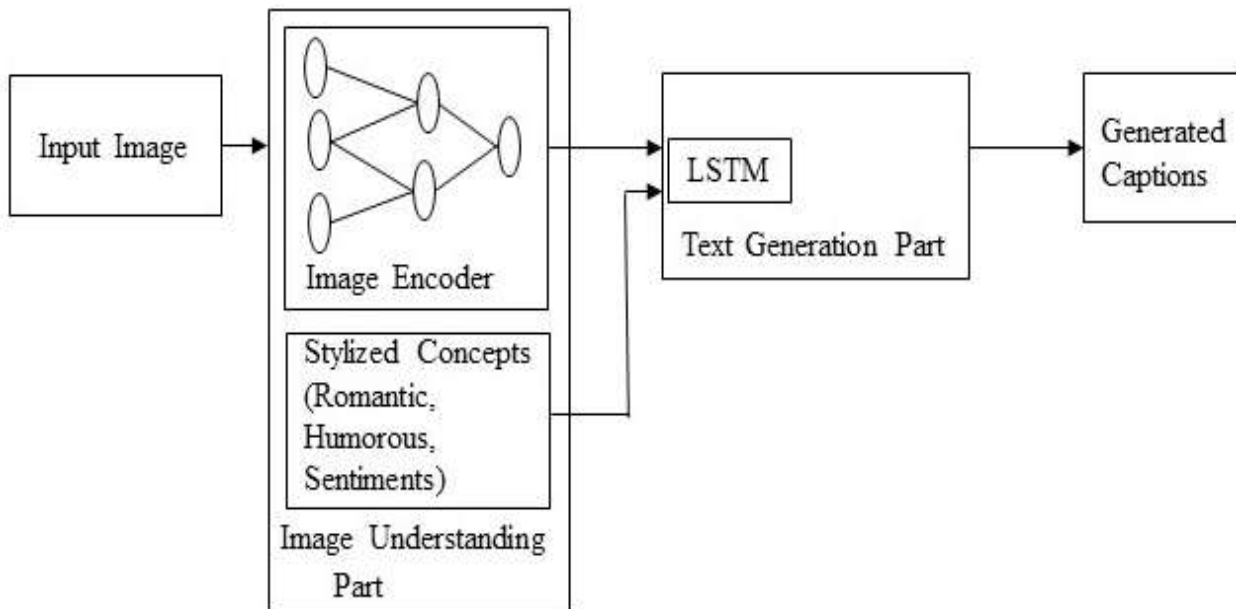 Input Image
Image Encoder
Stylized Concepts
(Romantic,
Humorous,
Sentiments)
Image Understanding
Part
LSTM
Text Generation Part
Generated
Captions